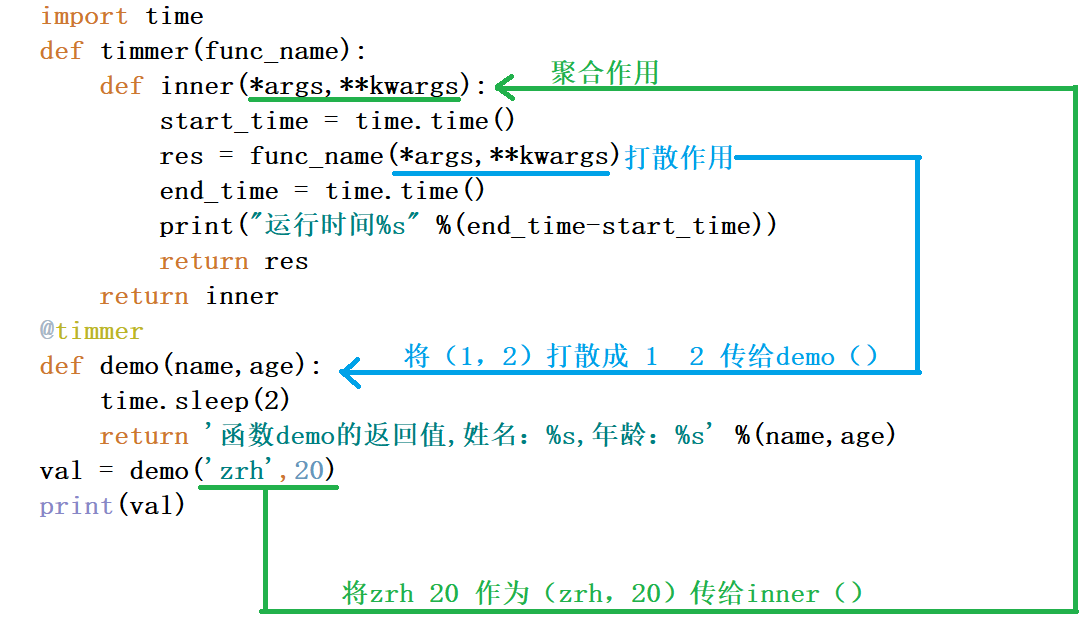 import time
def timmer(func_name):
    def inner(*args,**kwargs):
聚合作用
        start_time = time.time()
        res = func_name(*args,**kwargs)
打散作用
        end_time = time.time()
        print("运行时间%s" %(end_time-start_time))
        return res
    return inner
@timmer
def demo(name,age):
将（1，2）打散成 1  2 传给demo（）
    time.sleep(2)
    return '函数demo的返回值,姓名：%s,年龄：%s' %(name,age)
val = demo('zrh',20)
print(val)
将zrh 20 作为（zrh，20）传给inner（）